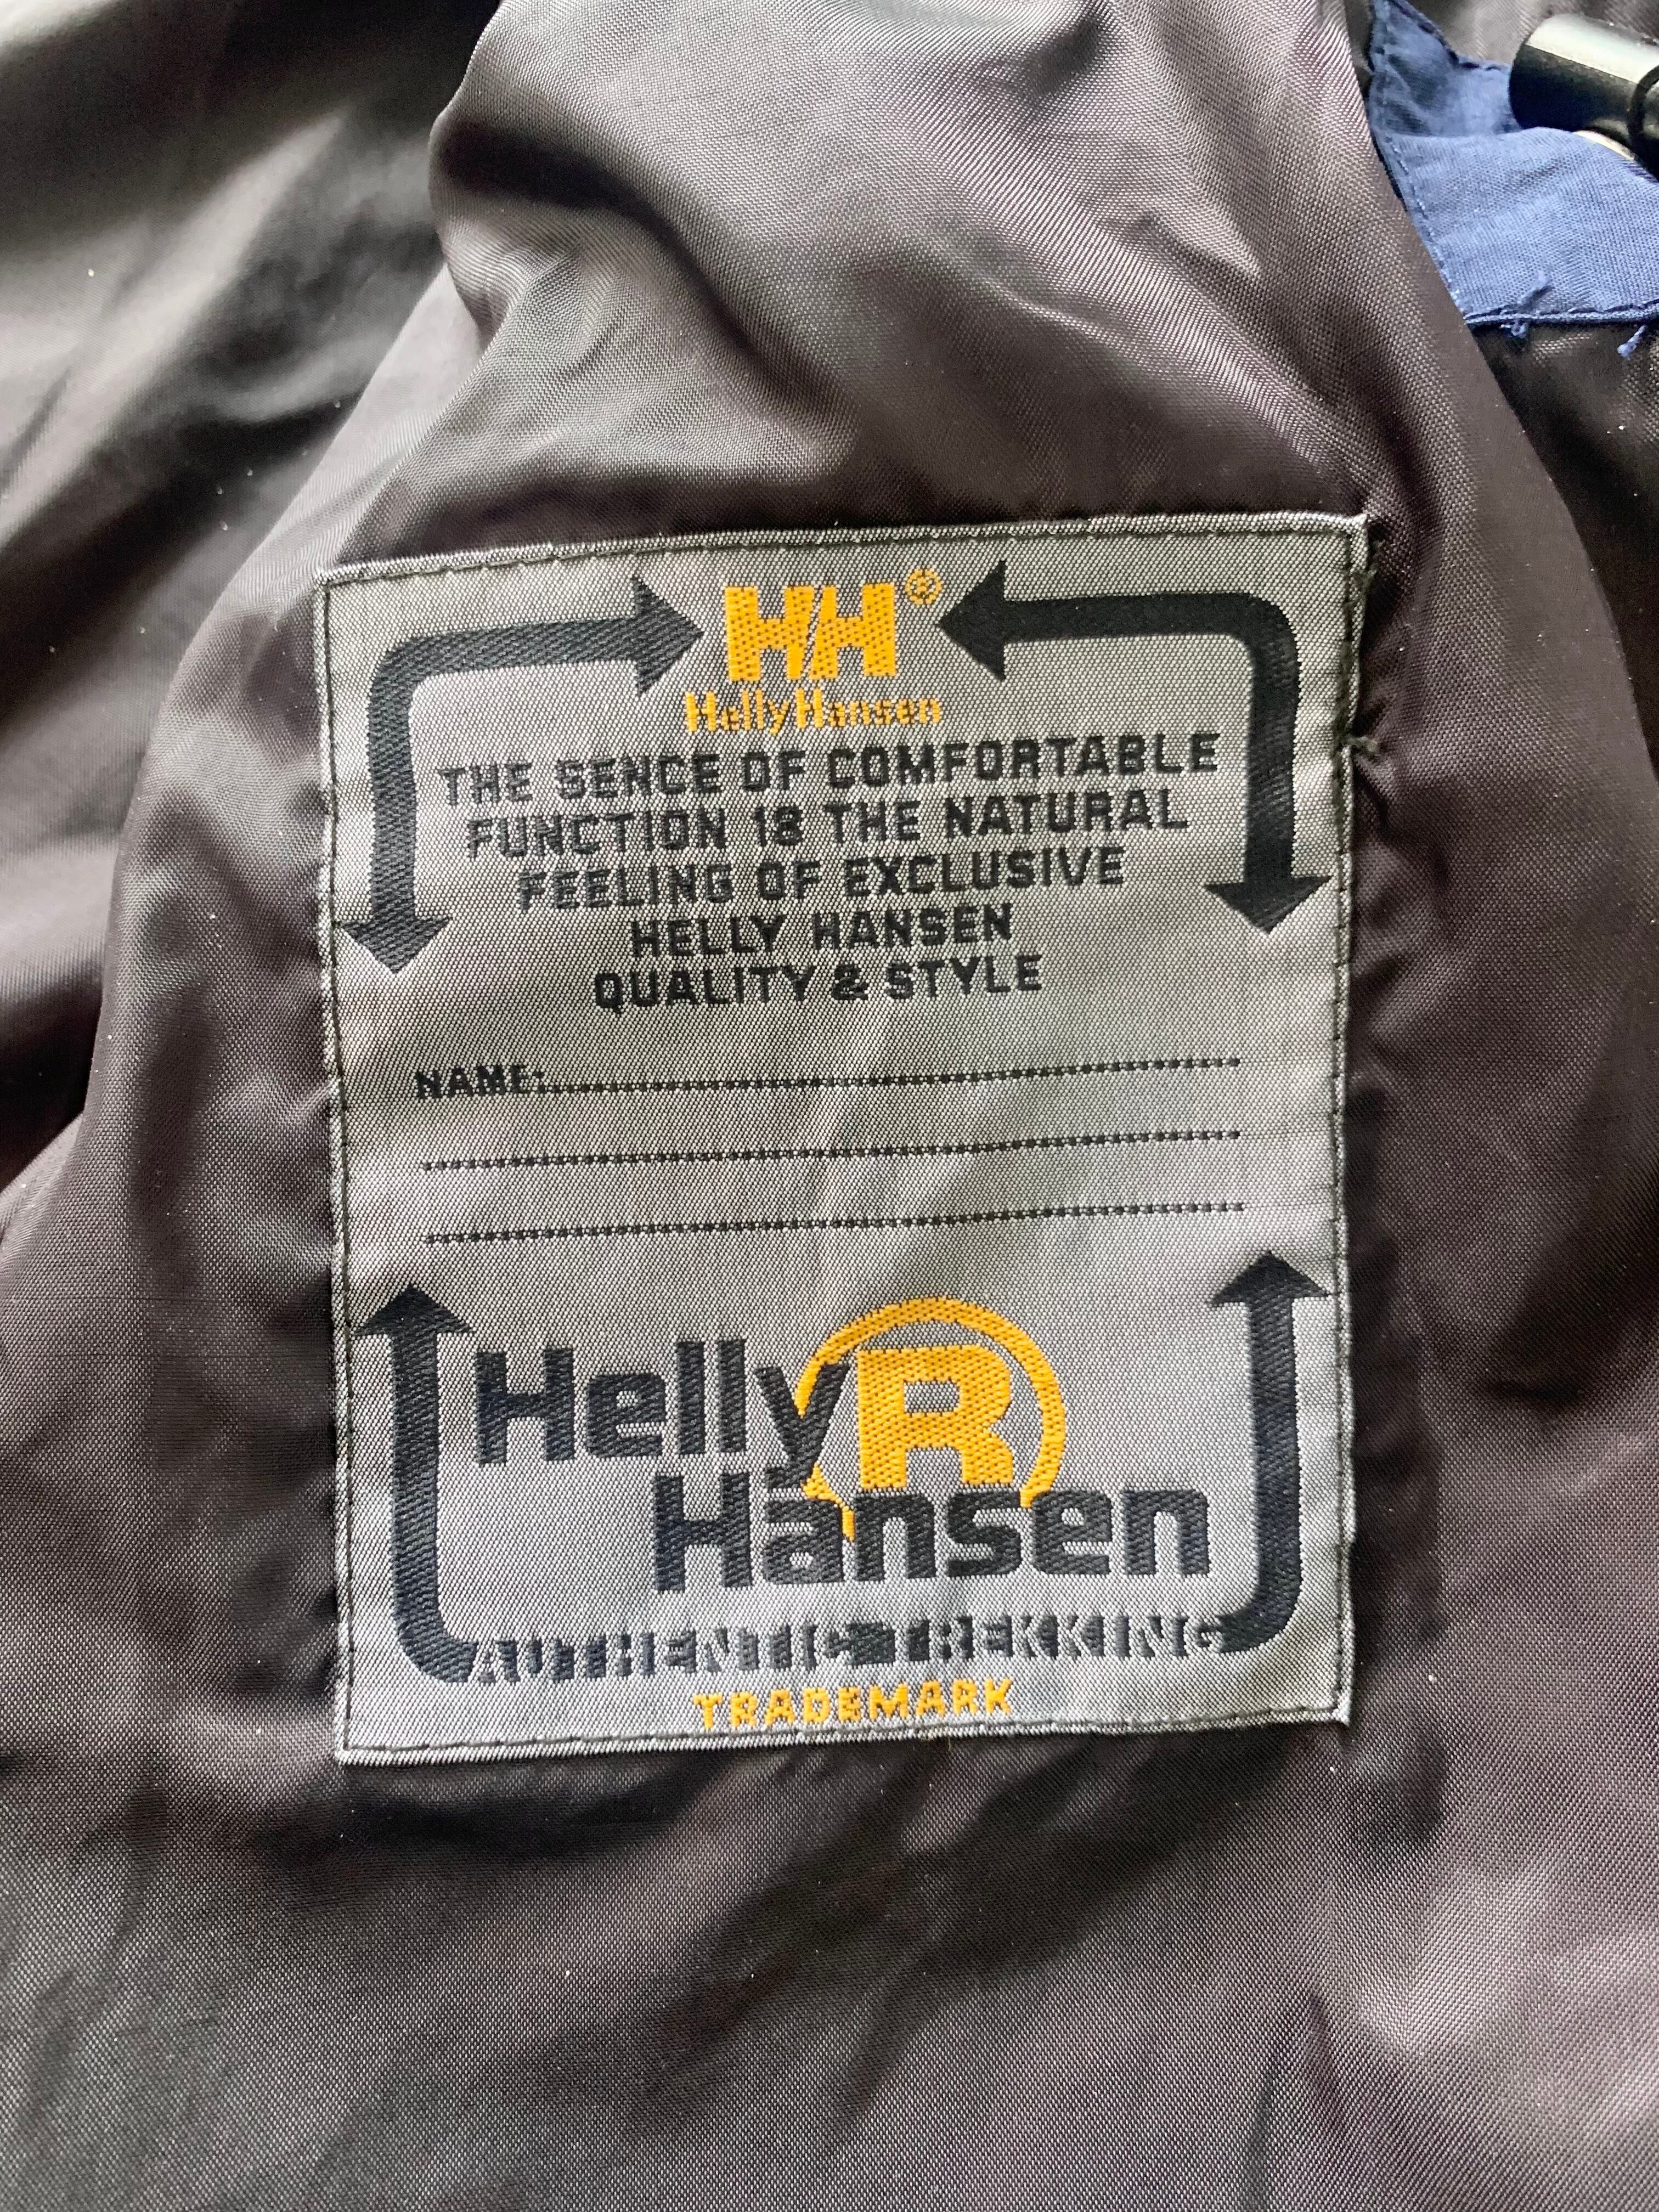 HH®
HellyHansen
THE SENCE OF COMFORTABLE
FUNCTION 18 THE NATURAL
FEELING OF EXCLUSIVE
HELLY HANSEN
QUALITY & STYLE
NAME:
Helly R
Hansen
AUTHENTIC TREKKING
TRADEMARK